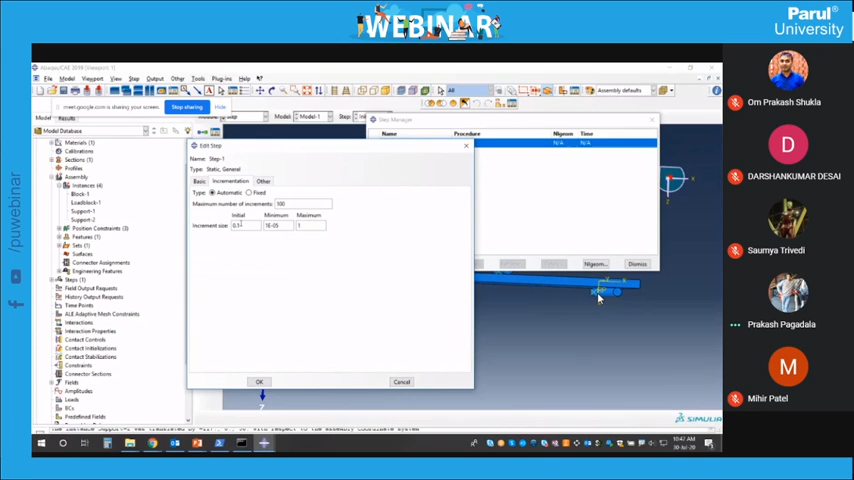 WEBINAR
Parul®
University
Abaqus/CAE 2019 [Viewport: 1]
File Model Viewport View Step Output Other Tools Plug-ins Help
All
Assembly defaults
meet.google.com is sharing your screen.
Stop sharing
Hide
Model Results
Model: Model-1
Step:
Model Database
Materials (1)
Calibrations
Sections (1)
Profiles
Assembly
Instances (4)
Block-1
Loadblock-1
Support-1
Support-2
Position Constraints (3)
Features (1)
Sets (1)
Surfaces
Connector Assignments
Engineering Features
Steps (1)
Field Output Requests
History Output Requests
Time Points
ALE Adaptive Mesh Constraints
Interactions
Interaction Properties
Contact Controls
Contact Initializations
Contact Stabilizations
Constraints
Connector Sections
Fields
Amplitudes
Loads
BCs
Predefined Fields
Step Manager
Name Procedure Nlgeom Time
N/A N/A
Nlgeom...
Dismiss
Edit Step
Name: Step-1
Type: Static, General
Basic Incrementation Other
Type: Automatic Fixed
Maximum number of increments: 100
Initial Minimum Maximum
Increment size: 0.1 1E-05 1
OK
Cancel
X
Z
SIMULIA
10:47 AM
30-Jul-20
/puwebinar
Om Prakash Shukla
D
DARSHANKUMAR DESAI
Saumya Trivedi
Prakash Pagadala
M
Mihir Patel